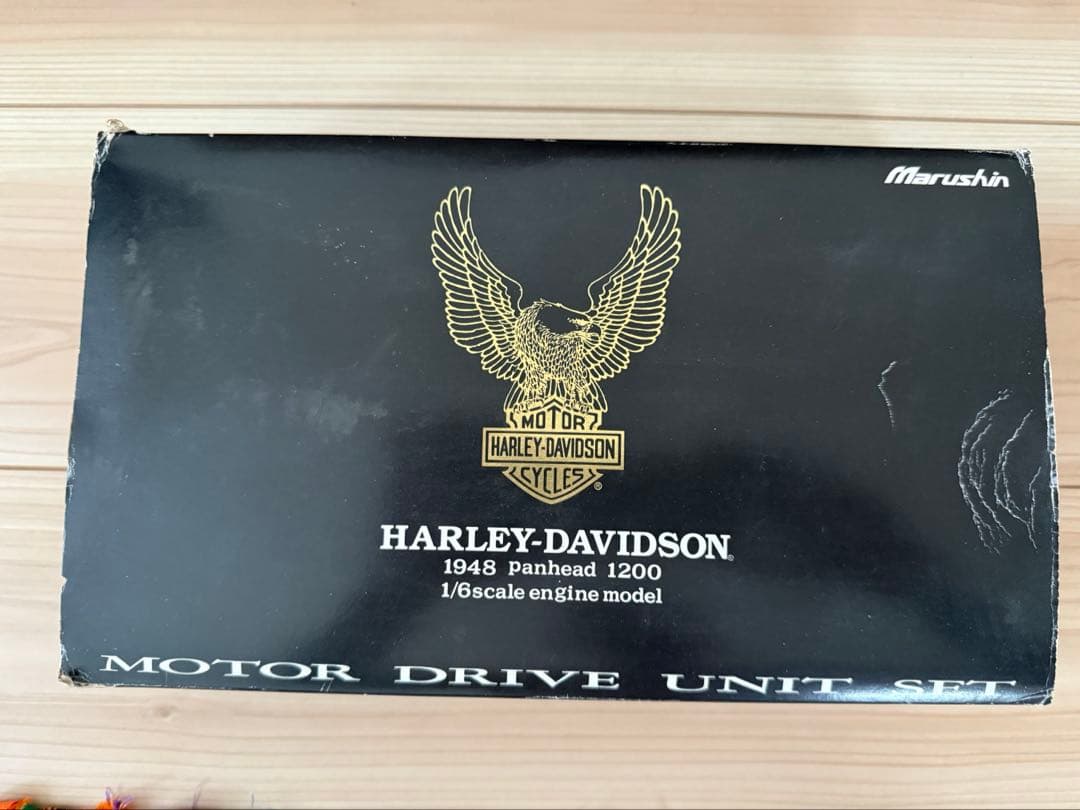 Marushin
MOTOR
HARLEY-DAVIDSON
CYCLES®
HARLEY-DAVIDSON®
1948 panhead 1200
1/6scale engine model
MOTOR DRIVE UNIT SET